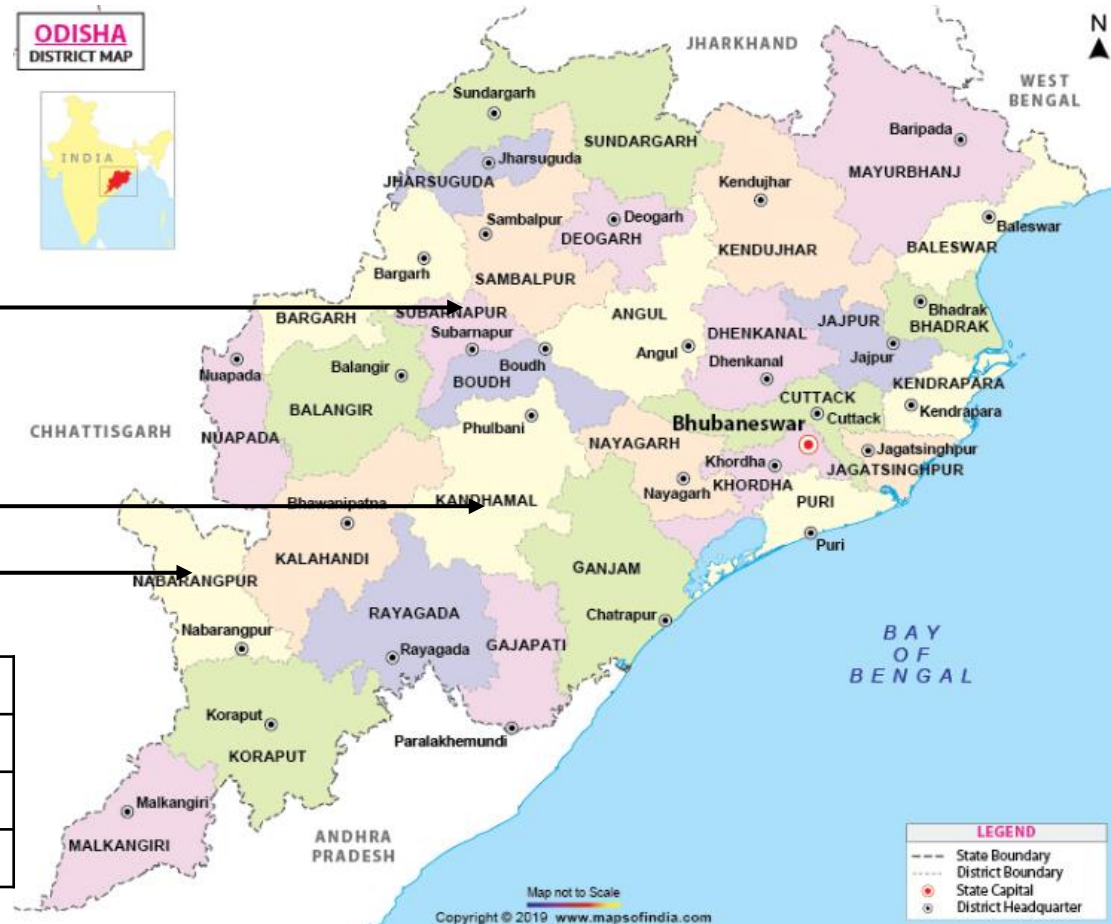 ODISHA
DISTRICT MAP
N
JHARKHAND
WEST
BENGAL
INDIA
Sundargarh
SUNDARGARH
Baripada
MAYURBHANJ
Jharsuguda
JHARSUGUDA
Kendujhar
KENDUJHAR
Sambalpur
SAMBALPUR
Deogarh
DEOGARH
Baleswar
BALESWAR
Bargarh
BARGARH
SUBARNAPUR
Subarnapur
ANGUL
Angul
DHENKANAL
Dhenkanal
JAJPUR
Jajpur
Bhadrak
BHADRAK
Nuapada
NUAPADA
Balangir
BALANGIR
Boudh
BOUDH
KENDRAPARA
Kendrapara
CUTTACK
Cuttack
Bhubaneswar
CHHATTISGARH
Phulbani
KANDHAMAL
NAYAGARH
Nayagarh
Khordha
KHORDHA
Jagatsinghpur
JAGATSINGHPUR
PURI
Puri
Bhawanipatna
KALAHANDI
NABARANGPUR
Nabarangpur
RAYAGADA
Rayagada
GANJAM
Chatrapur
GAJAPATI
Paralakhemundi
BAY
OF
BENGAL
Koraput
KORAPUT
Malkangiri
MALKANGIRI
ANDHRA
PRADESH
LEGEND
State Boundary
District Boundary
State Capital
District Headquarter
Map not to Scale
Copyright © 2019 www.mapsofindia.com